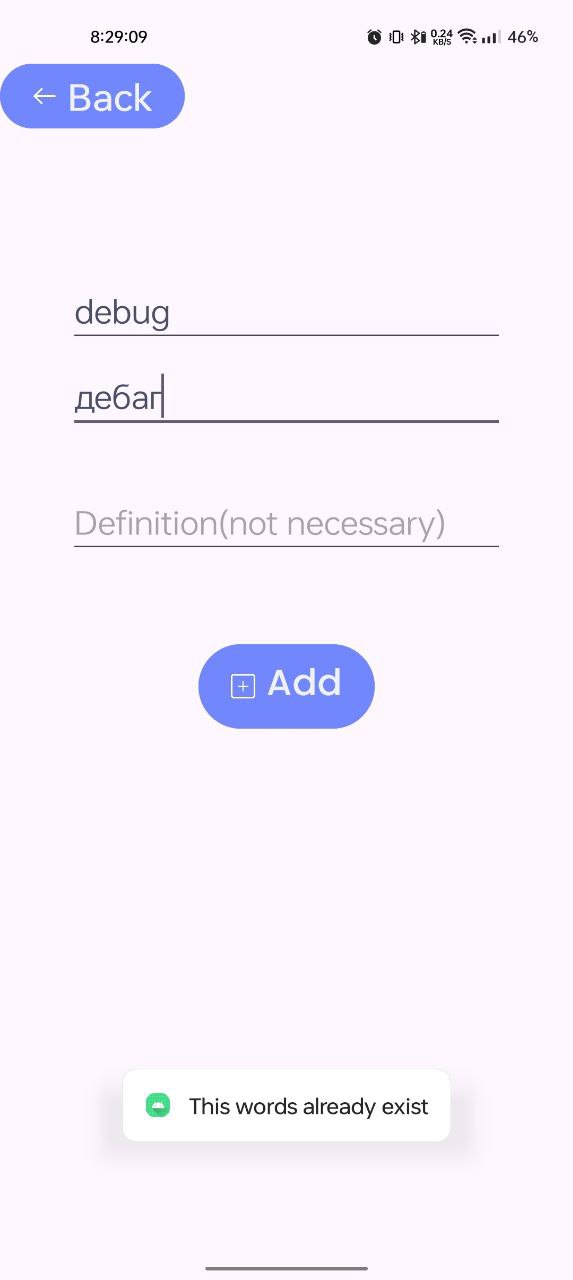 8:29:09 0.24 KB/S 46%
← Back
debug
дебаг
Definition(not necessary)
Add
This words already exist